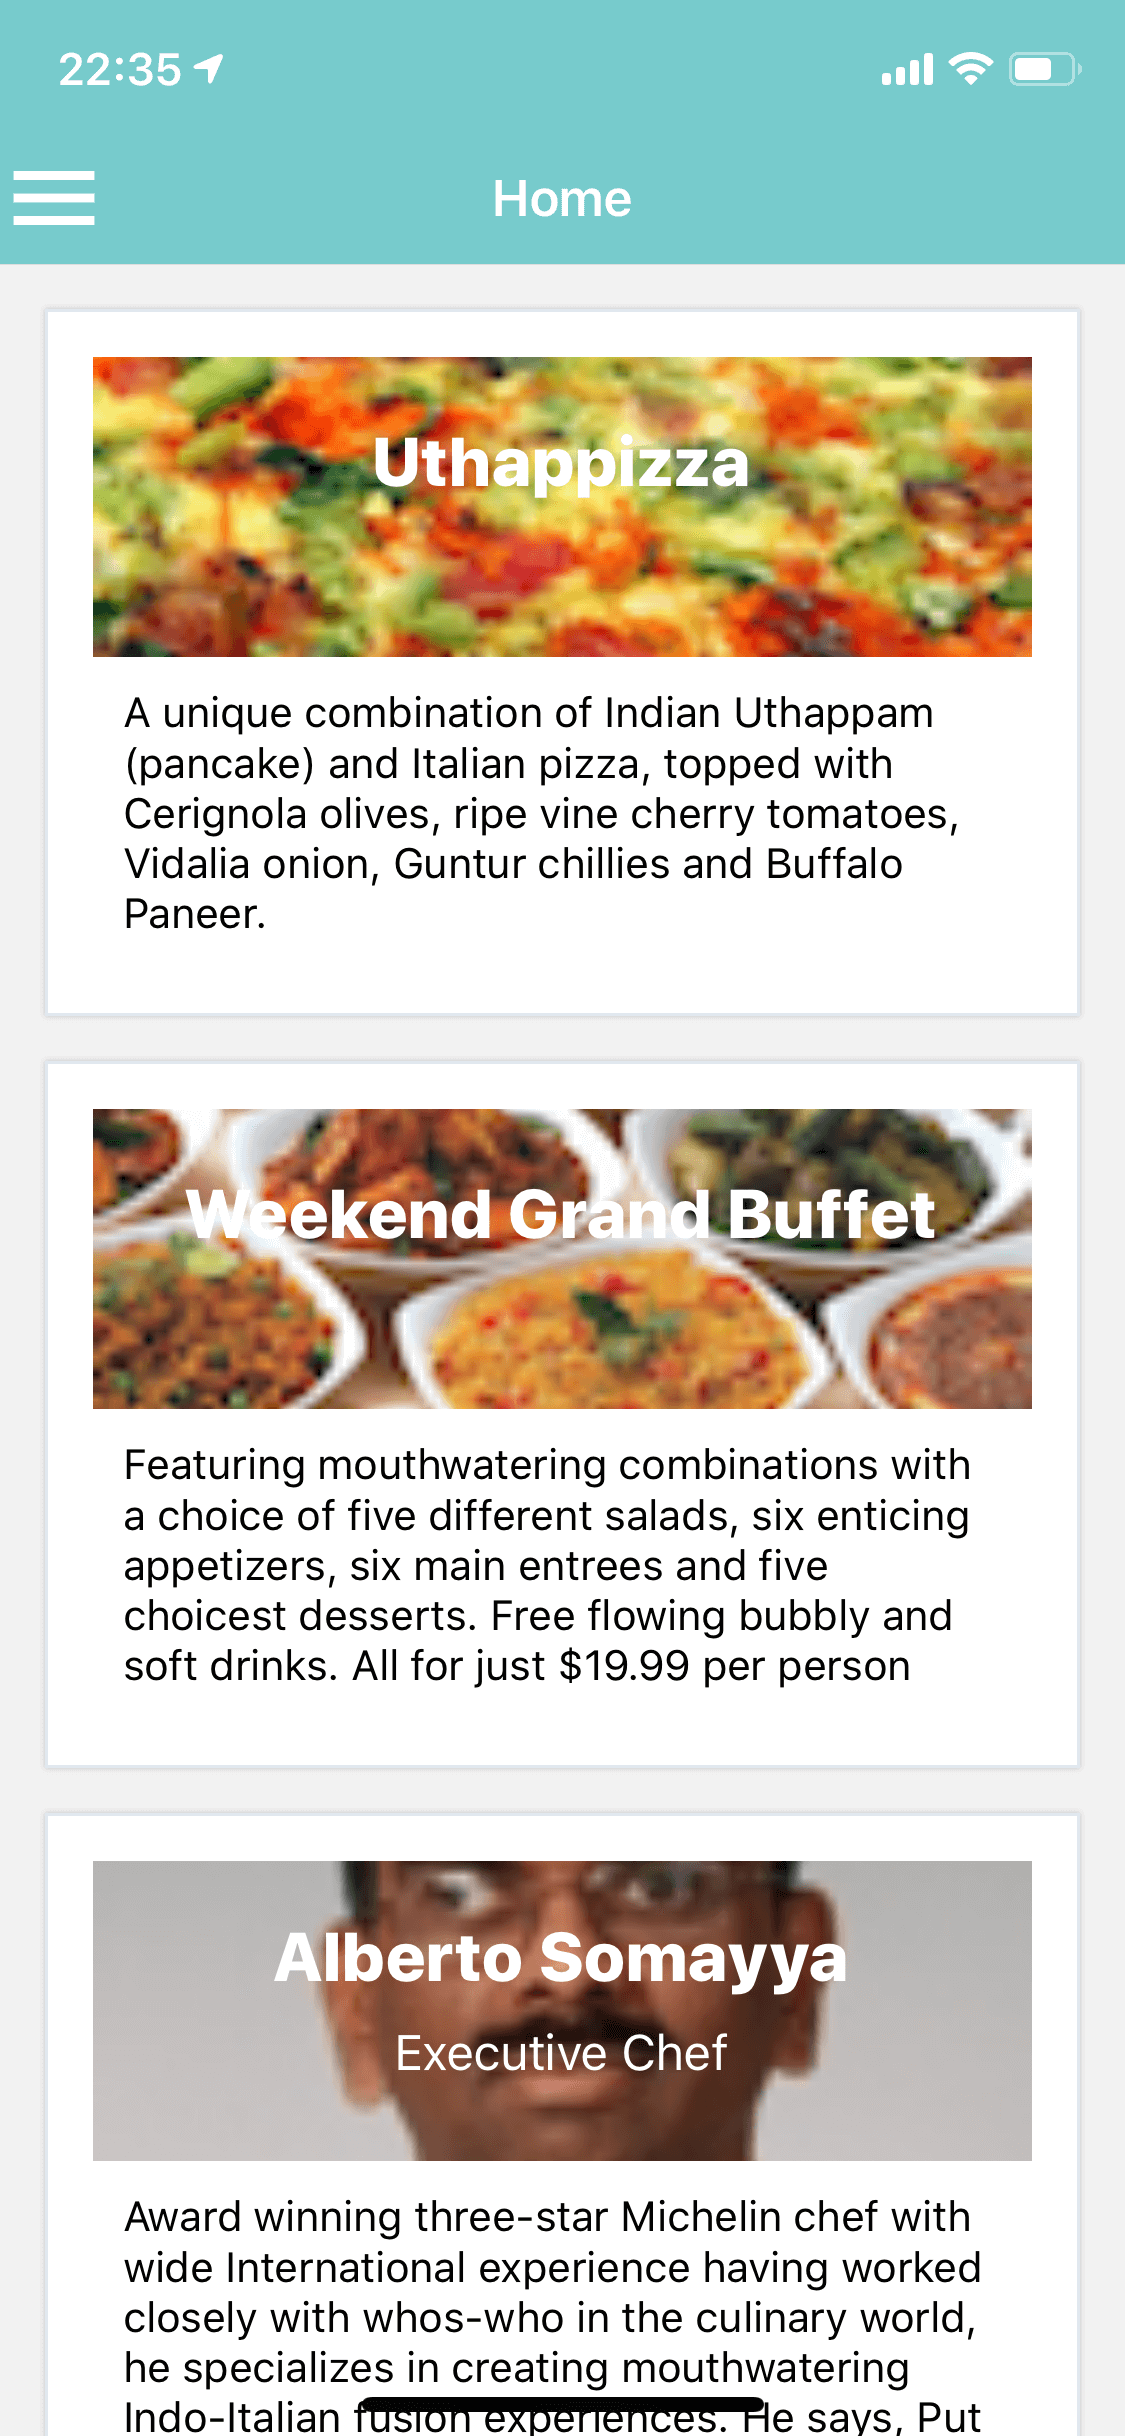 22:35
Home
Uthappizza
A unique combination of Indian Uthappam
(pancake) and Italian pizza, topped with
Cerignola olives, ripe vine cherry tomatoes,
Vidalia onion, Guntur chillies and Buffalo
Paneer.
Weekend Grand Buffet
Featuring mouthwatering combinations with
a choice of five different salads, six enticing
appetizers, six main entrees and five
choicest desserts. Free flowing bubbly and
soft drinks. All for just $19.99 per person
Alberto Somayya
Executive Chef
Award winning three-star Michelin chef with
wide International experience having worked
closely with whos-who in the culinary world,
he specializes in creating mouthwatering
Indo-Italian fusion experiences. He says, Put